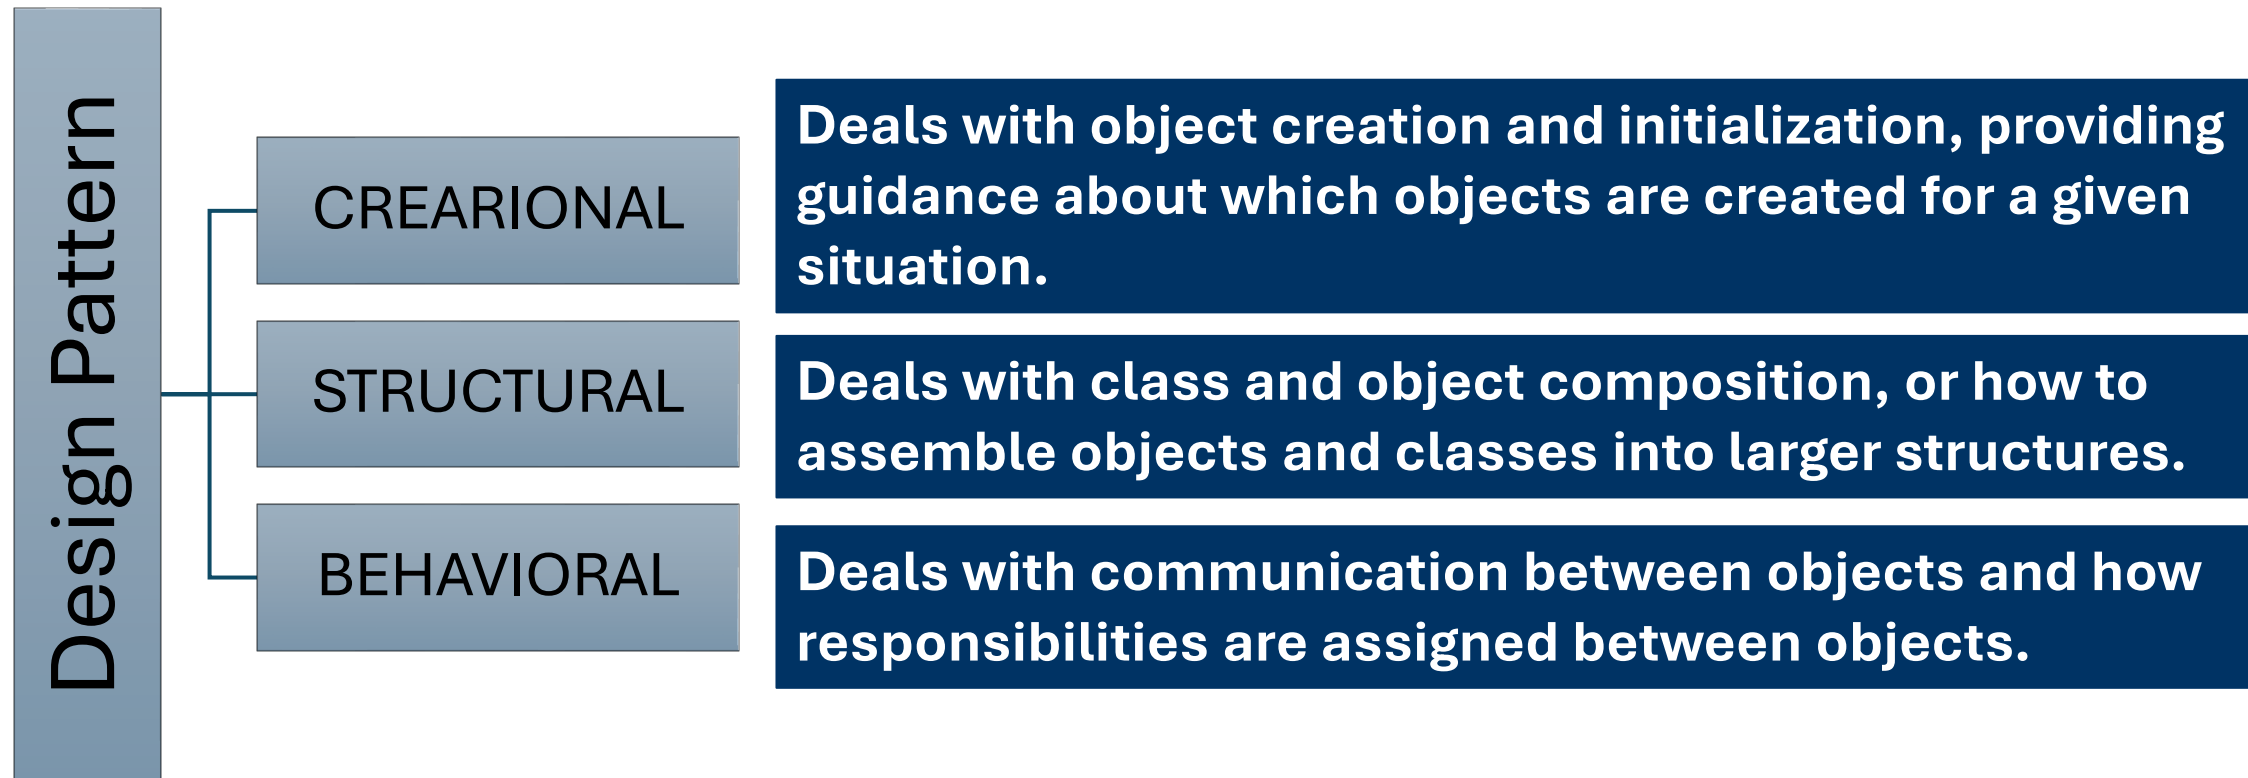 Design Pattern
CREARIONAL
Deals with object creation and initialization, providing
guidance about which objects are created for a given
situation.
STRUCTURAL
Deals with class and object composition, or how to
assemble objects and classes into larger structures.
BEHAVIORAL
Deals with communication between objects and how
responsibilities are assigned between objects.